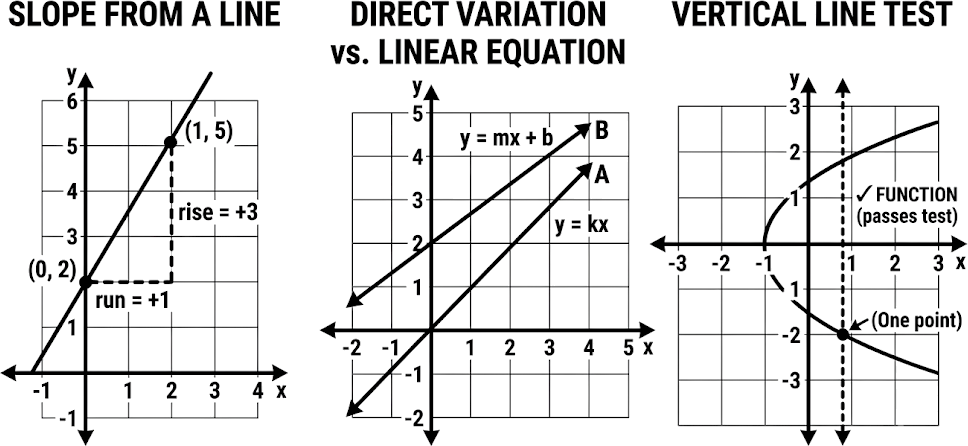 SLOPE FROM A LINE
y
6
5
4
3
1
-1
(1, 5)
rise = +3
(0, 2)
run = +1
-1
1
2
3
4
x
DIRECT VARIATION
vs. LINEAR EQUATION
y
5
4
3
2
1
-1
-2
y = mx + b
B
A
y = kx
-2
-1
1
2
3
4
5
x
VERTICAL LINE TEST
y
3
2
1
1
-2
-3
✓ FUNCTION
(passes test)
-3
-2
-1
1
2
3
x
(One point)